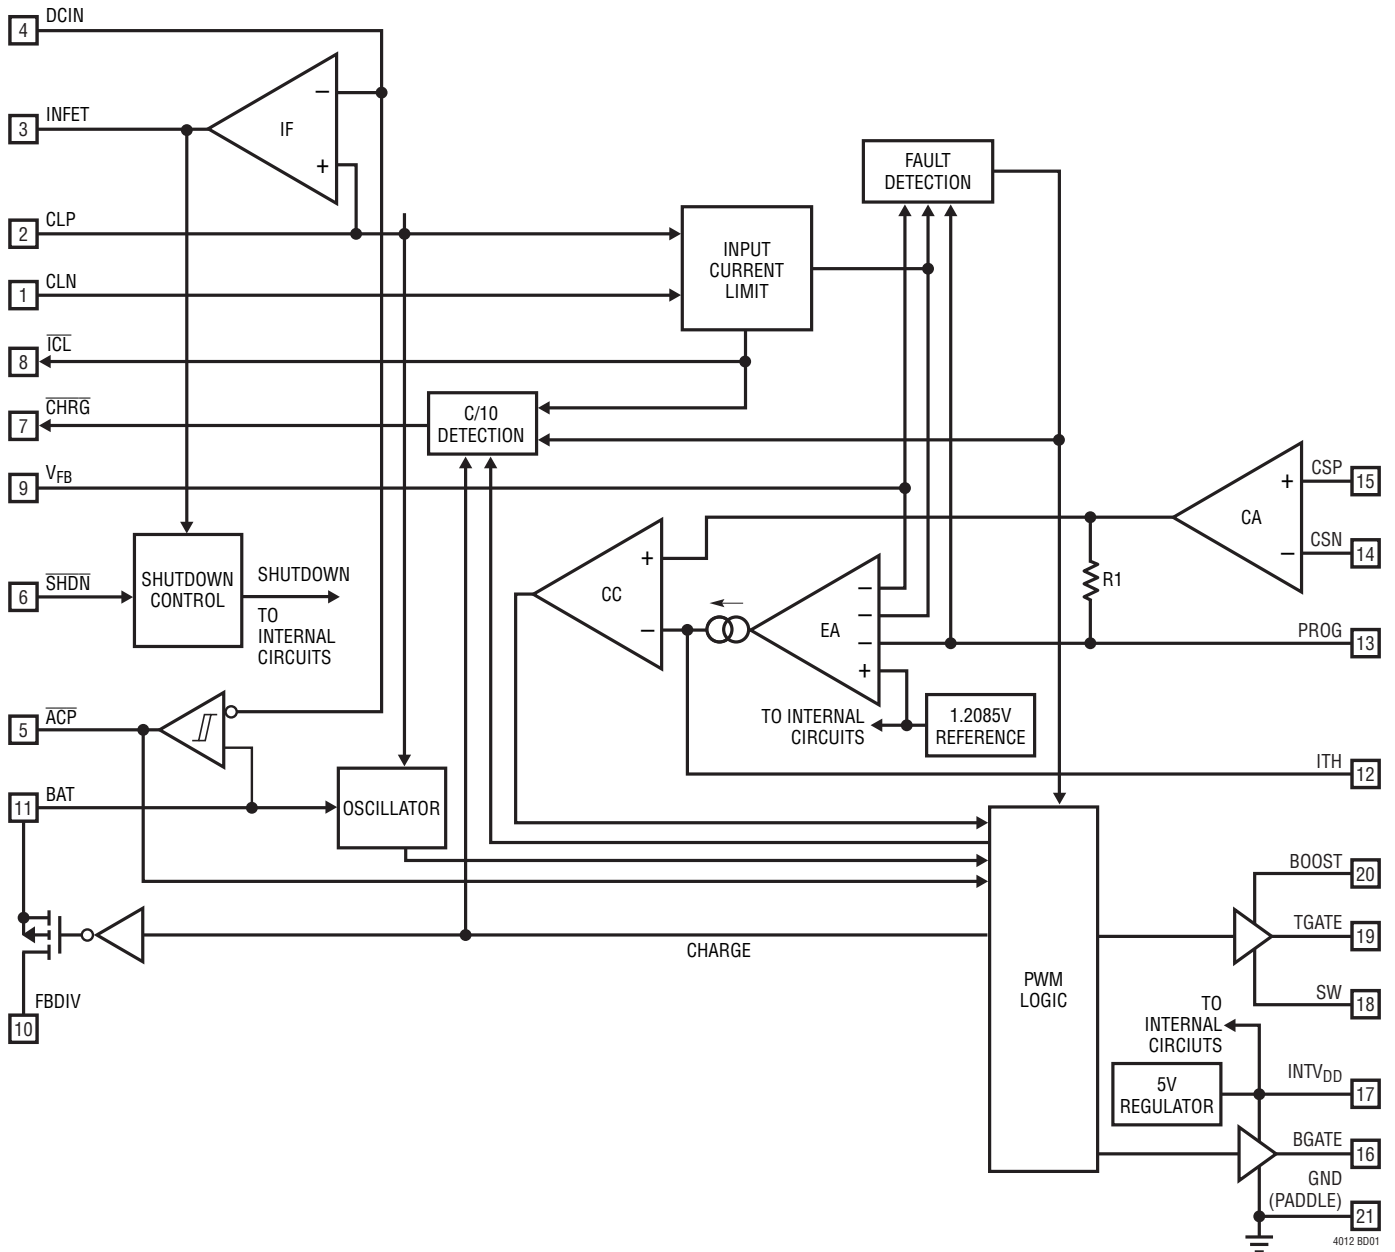 DCIN
4
INFET
3
IF
−
+
CLP
2
CLN
1
ICL
8
CHRG
7
VFB
9
SHDN
6
SHUTDOWN
CONTROL
SHUTDOWN
TO
INTERNAL
CIRCUITS
ACP
5
BAT
11
OSCILLATOR
FBDIV
10
CHARGE
C/10
DETECTION
INPUT
CURRENT
LIMIT
FAULT
DETECTION
CC
+
−
EA
−
−
−
+
TO INTERNAL
CIRCUITS
1.2085V
REFERENCE
R1
CA
+
−
CSP
15
CSN
14
PROG
13
ITH
12
PWM
LOGIC
BOOST
20
TGATE
19
SW
18
TO
INTERNAL
CIRCIUTS
5V
REGULATOR
INTVDD
17
BGATE
16
GND
(PADDLE)
21
4012 BD01